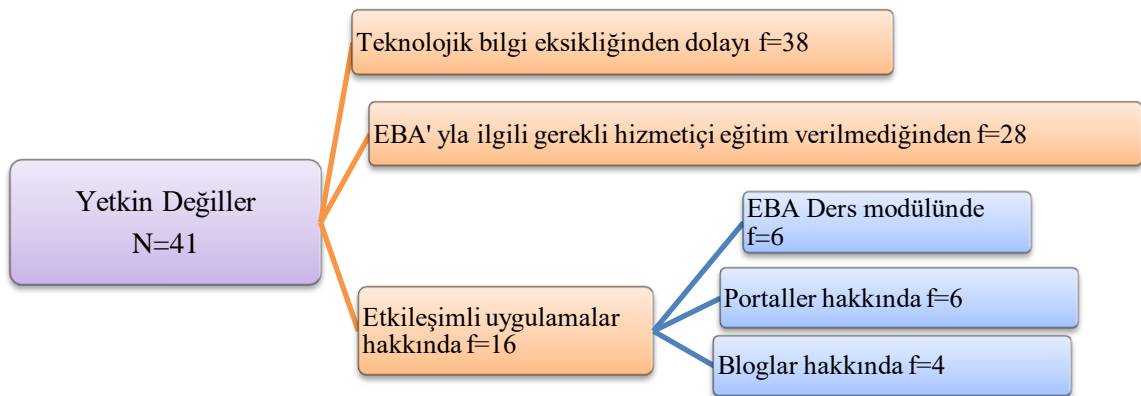 Teknolojik bilgi eksikliğinden dolayı f=38
EBA' yla ilgili gerekli hizmetiçi eğitim verilmediğinden f=28
Yetkin Değiller
N=41
EBA Ders modülünde
f=6
Etkileşimli uygulamalar
hakkında f=16
Portaller hakkında f=6
Bloglar hakkında f=4